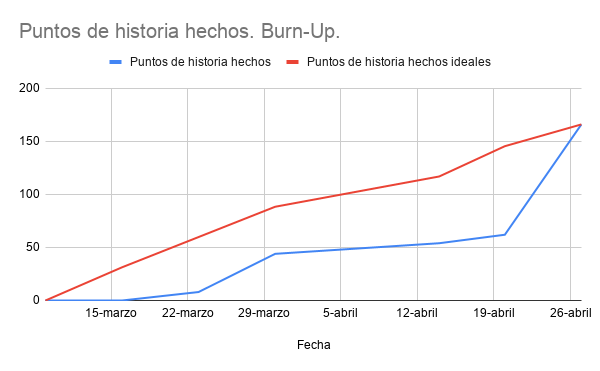 Puntos de historia hechos. Burn-Up.
Puntos de historia hechos Puntos de historia hechos ideales
200
150
100
50
0
15-marzo 22-marzo 29-marzo 5-abril 12-abril 19-abril 26-abril
Fecha